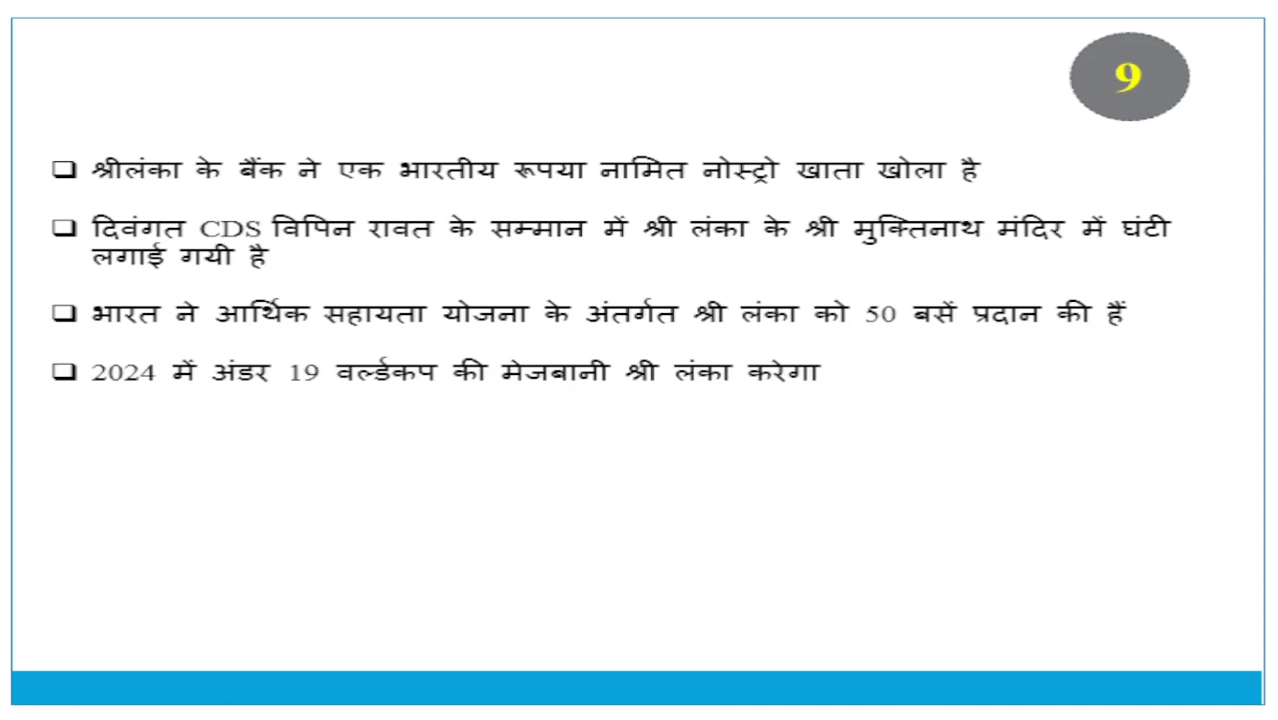 9
❑ श्रीलंका के बैंक ने एक भारतीय रूपया नामित नोस्ट्रो खाता खोला है
❑ दिवंगत CDS विपिन रावत के सम्मान में श्री लंका के श्री मुक्तिनाथ मंदिर में घंटी
लगाई गयी है
❑ भारत ने आर्थिक सहायता योजना के अंतर्गत श्री लंका को 50 बसें प्रदान की हैं
❑ 2024 में अंडर 19 वर्ल्डकप की मेजबानी श्री लंका करेगा